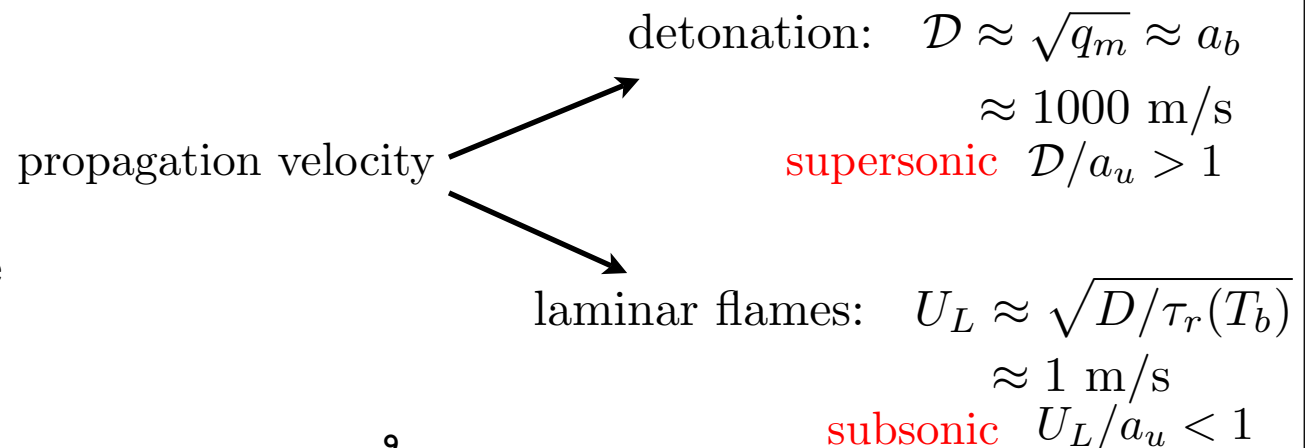 detonation: 𝒟 ≈ √q_m ≈ a_b
≈ 1000 m/s
propagation velocity
supersonic 𝒟/a_u > 1
laminar flames: U_L ≈ √(D/τ_r(T_b))
≈ 1 m/s
subsonic U_L/a_u < 1